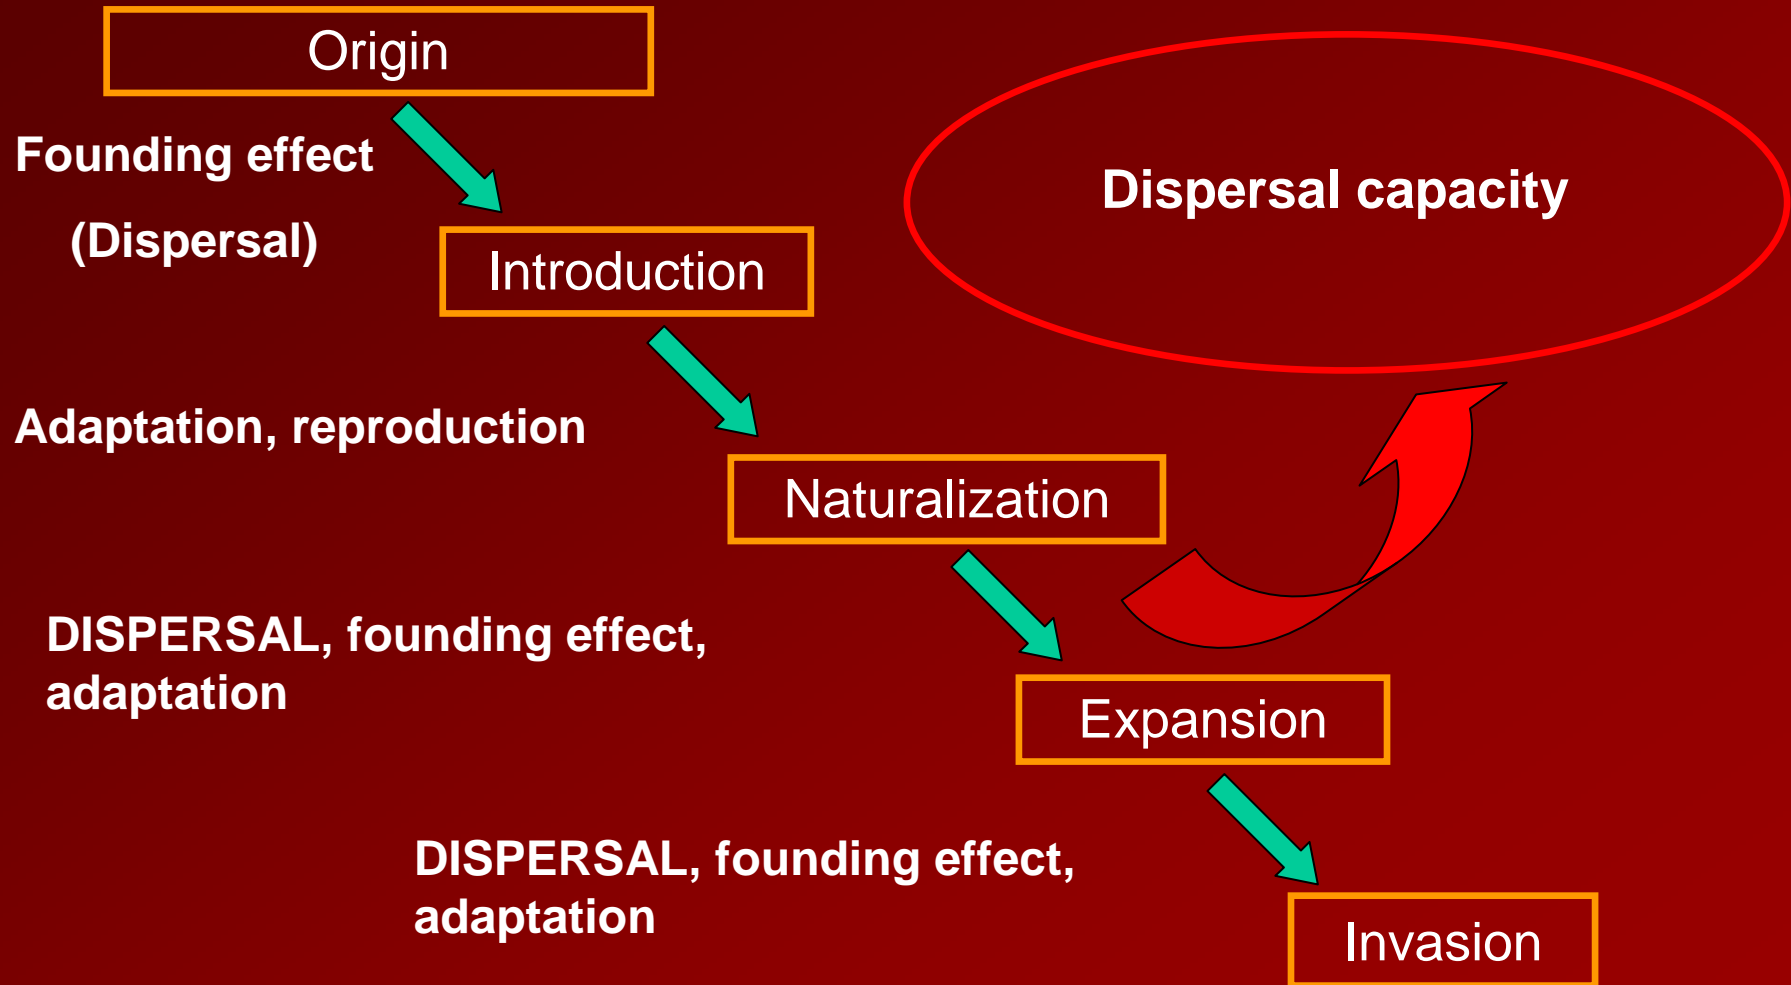 Origin
Founding effect
(Dispersal)
Dispersal capacity
Introduction
Adaptation, reproduction
Naturalization
DISPERSAL, founding effect,
adaptation
Expansion
DISPERSAL, founding effect,
adaptation
Invasion